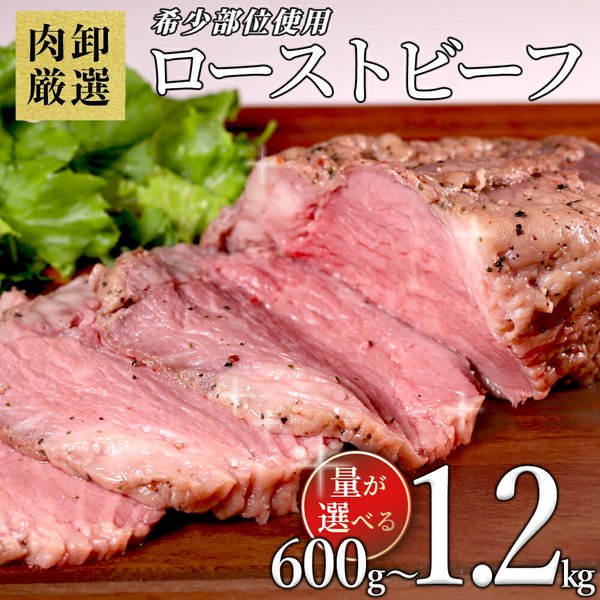 肉卸
厳選
希少部位使用
ローストビーフ
量が
選べる
600g～1.2kg